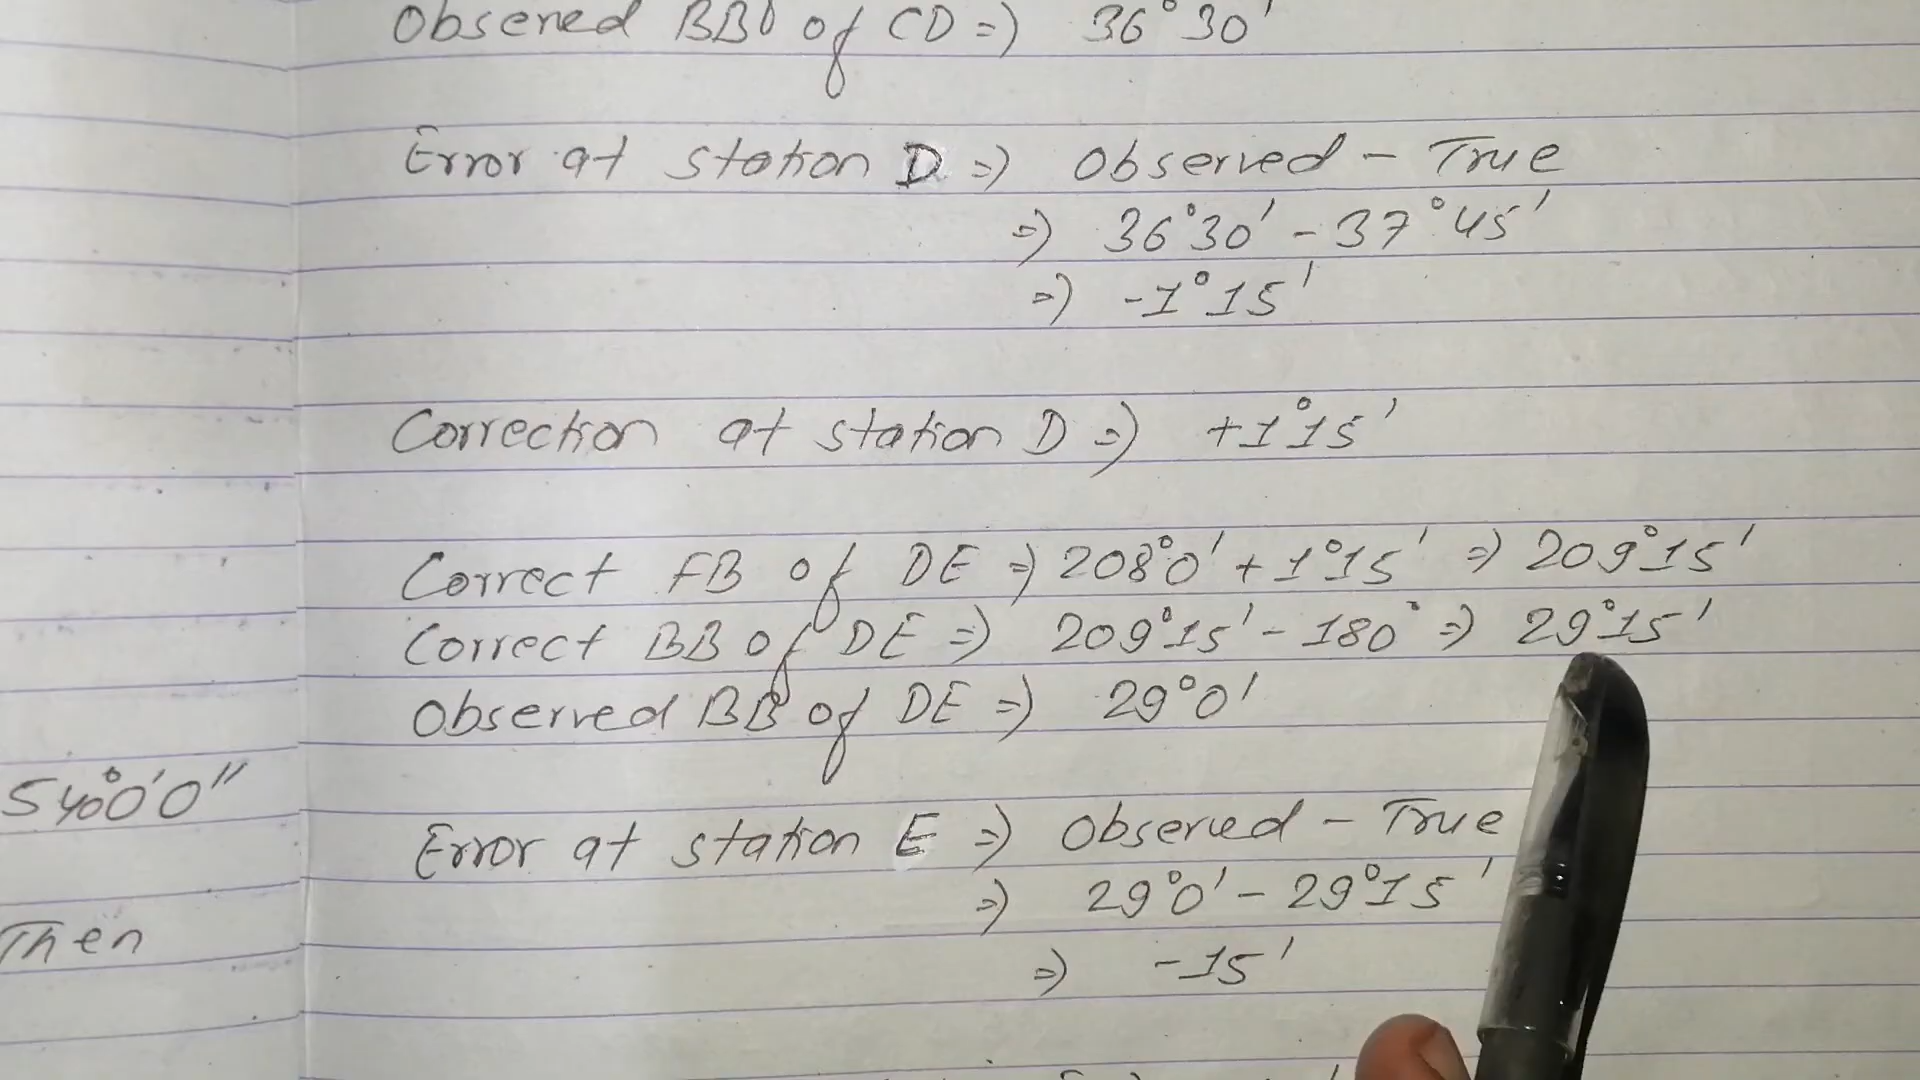 Observed BB of CD => 36°30'
Error at station D => Observed - True
=> 36°30' - 37°45'
=> -1°15'
Correction at station D => +1°15'
Correct FB of DE => 208°0' + 1°15' => 209°15'
Correct BB of DE => 209°15' - 180° => 29°15'
Observed BB of DE => 29°0'
540°0'0"
Error at station E => Observed - True
=> 29°0' - 29°15'
Then
=> -15'